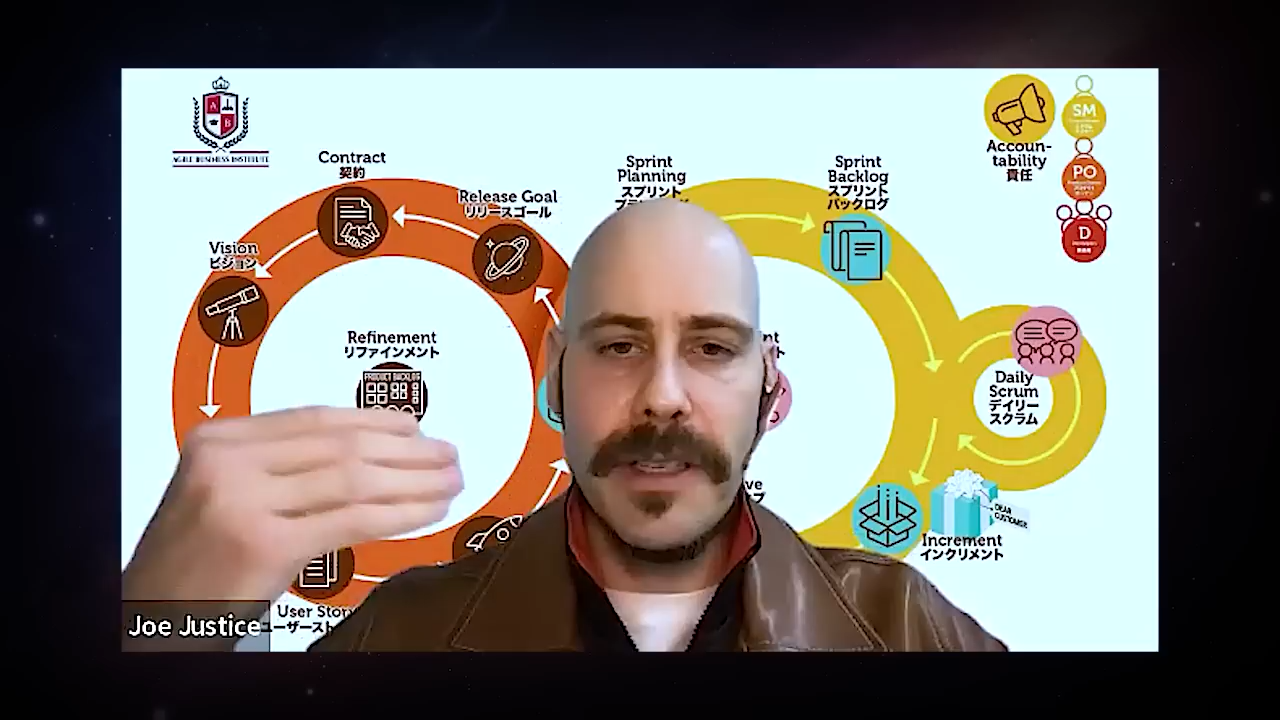 A
B
AGILE BUSINESS INSTITUTE
Contract
契約
Release Goal
リリースゴール
Vision
ビジョン
Refinement
リファインメント
PRODUCT BACKLOG
User Story
Sprint
Planning
スプリント
Sprint
Backlog
スプリント
バックログ
Accoun-
tability
責任
SM
PO
D
Daily
Scrum
デイリー
スクラム
DEAR
CUSTOMER
Increment
インクリメント
Joe Justice